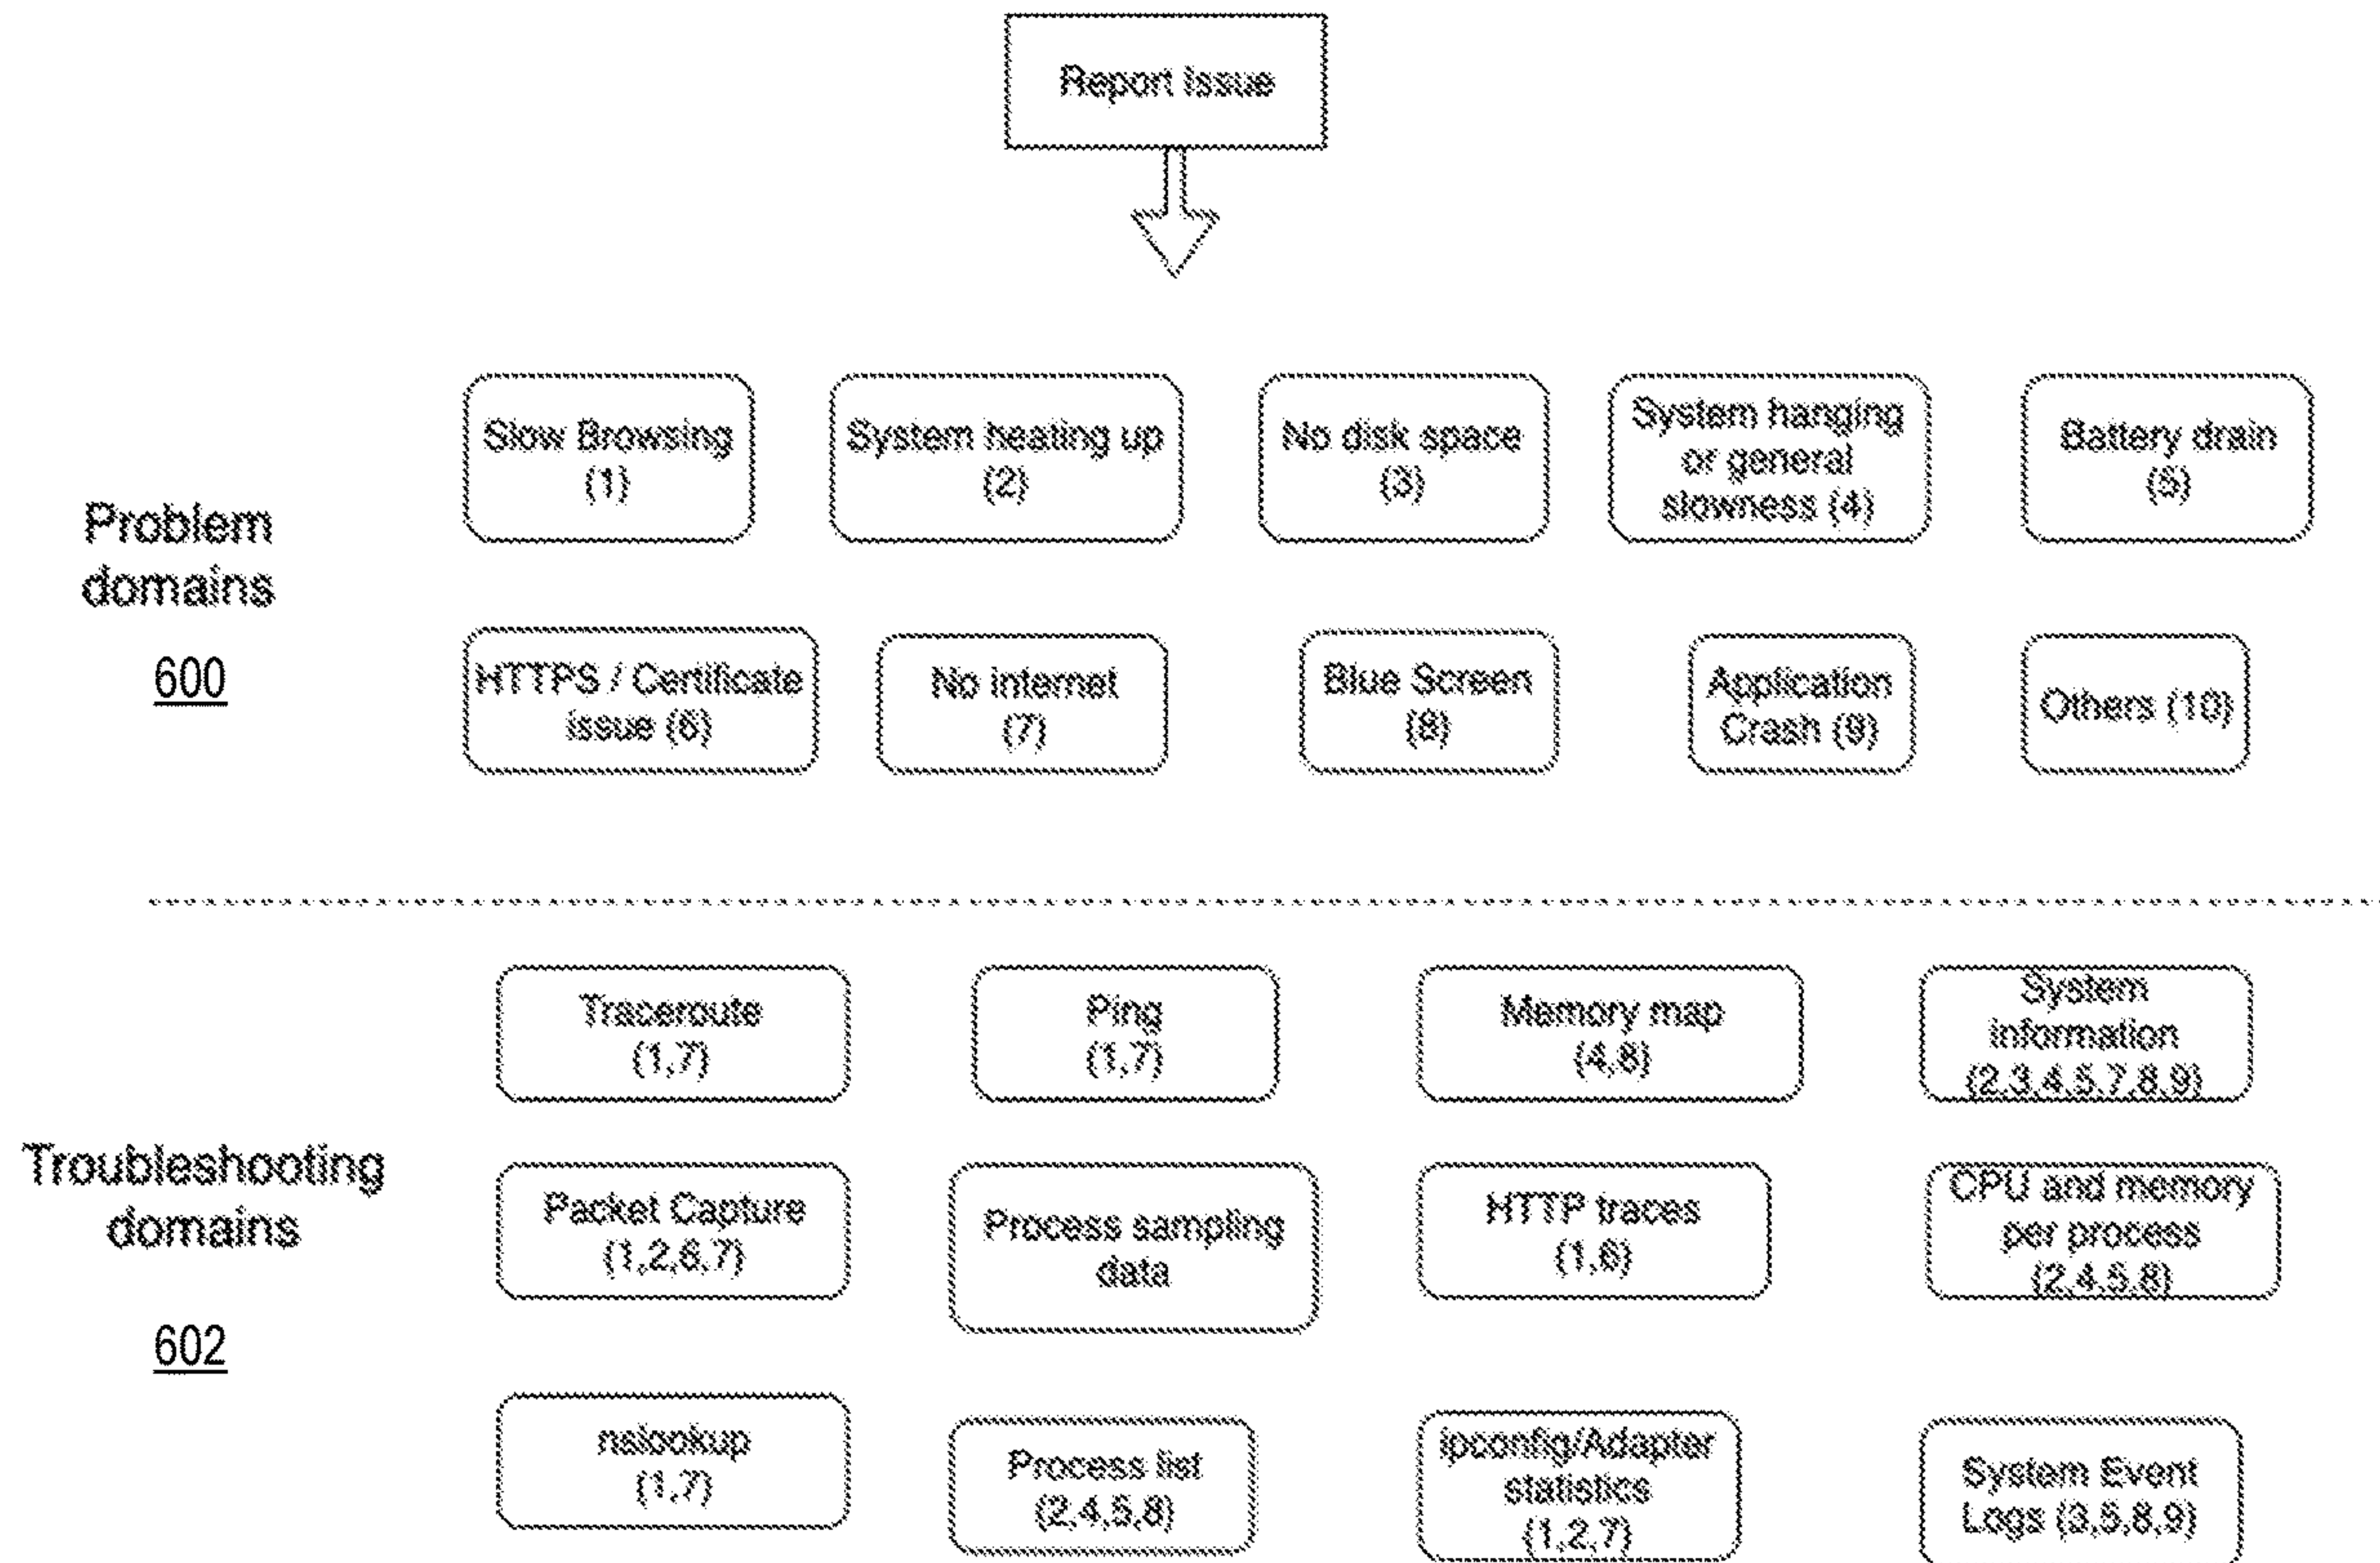 Report Issue
Problem
domains
600
Slow Browsing
(1)
System heating up
(2)
No disk space
(3)
System hanging
or general
slowness (4)
Battery drain
(5)
HTTPS / Certificate
issue (6)
No internet
(7)
Blue Screen
(8)
Application
Crash (9)
Others (10)
Troubleshooting
domains
602
Traceroute
(1,7)
Ping
(1,7)
Memory map
(4,8)
System
information
(2,3,4,5,7,8,9)
Packet Capture
(1,2,6,7)
Process sampling
data
HTTP traces
(1,6)
CPU and memory
per process
(2,4,5,8)
nslookup
(1,7)
Process list
(2,4,5,8)
ipconfig/Adapter
statistics
(1,2,7)
System Event
Logs (3,5,8,9)